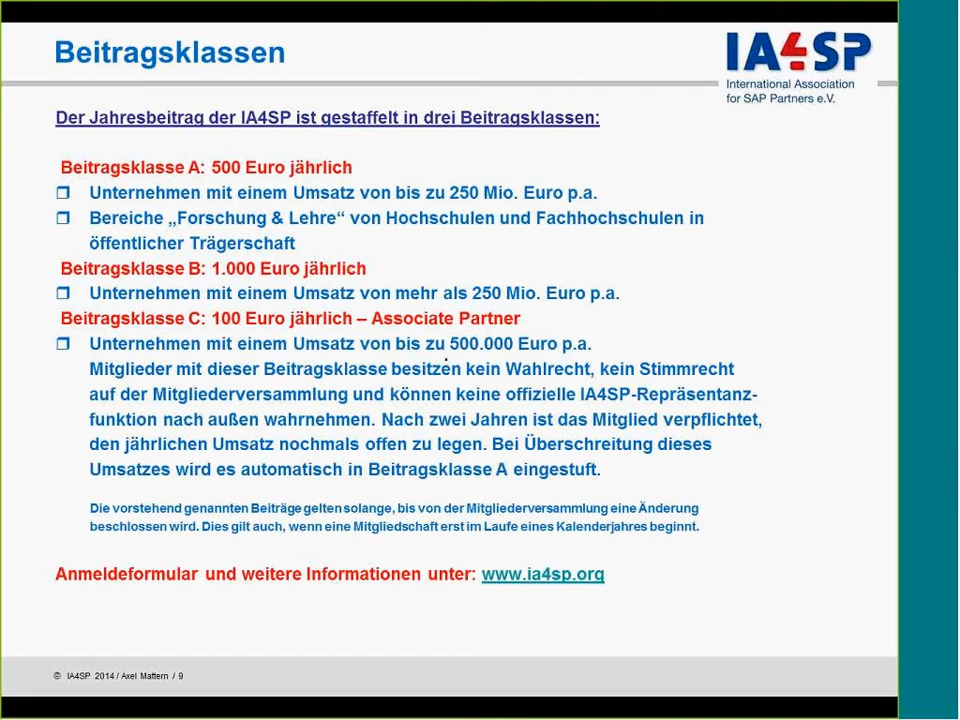 Beitragsklassen
IA4SP
International Association
for SAP Partners e.V.
Der Jahresbeitrag der IA4SP ist gestaffelt in drei Beitragsklassen:
Beitragsklasse A: 500 Euro jährlich
❒ Unternehmen mit einem Umsatz von bis zu 250 Mio. Euro p.a.
❒ Bereiche „Forschung & Lehre“ von Hochschulen und Fachhochschulen in
öffentlicher Trägerschaft
Beitragsklasse B: 1.000 Euro jährlich
❒ Unternehmen mit einem Umsatz von mehr als 250 Mio. Euro p.a.
Beitragsklasse C: 100 Euro jährlich – Associate Partner
❒ Unternehmen mit einem Umsatz von bis zu 500.000 Euro p.a.
Mitglieder mit dieser Beitragsklasse besitzen kein Wahlrecht, kein Stimmrecht
auf der Mitgliederversammlung und können keine offizielle IA4SP-Repräsentanz-
funktion nach außen wahrnehmen. Nach zwei Jahren ist das Mitglied verpflichtet,
den jährlichen Umsatz nochmals offen zu legen. Bei Überschreitung dieses
Umsatzes wird es automatisch in Beitragsklasse A eingestuft.
Die vorstehend genannten Beiträge gelten solange, bis von der Mitgliederversammlung eine Änderung
beschlossen wird. Dies gilt auch, wenn eine Mitgliedschaft erst im Laufe eines Kalenderjahres beginnt.
Anmeldeformular und weitere Informationen unter: www.ia4sp.org
© IA4SP 2014 / Axel Mattern / 9